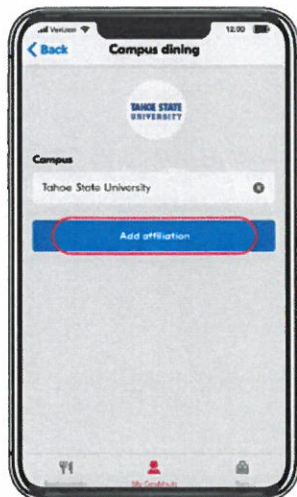 Verizon 12:00
Back Campus dining
TAHOE STATE
UNIVERSITY
Campus
Tahoe State University
Add affiliation
My Grubhub